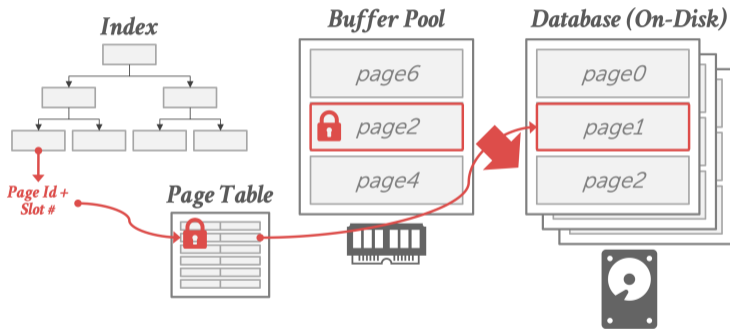 Index
Buffer Pool
Database (On-Disk)
page6
page2
page4
page0
page1
page2
Page Id +
Slot #
Page Table